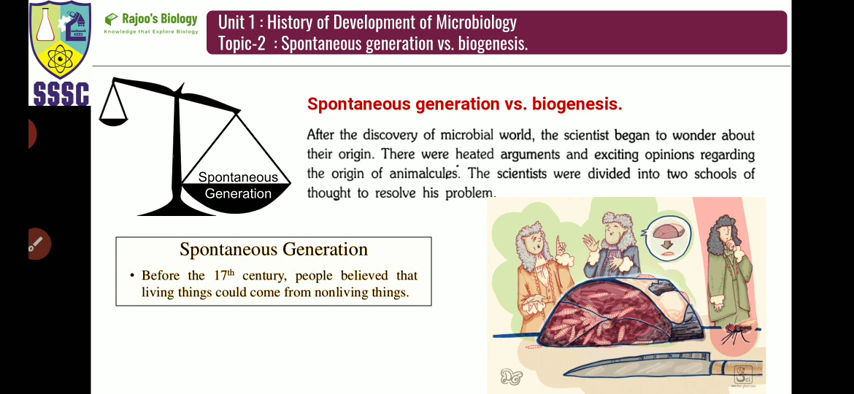 Rajoo's Biology
Knowledge that Explore Biology
Unit 1 : History of Development of Microbiology
Topic-2 : Spontaneous generation vs. biogenesis.
SSSC
Spontaneous generation vs. biogenesis.
After the discovery of microbial world, the scientist began to wonder about
their origin. There were heated arguments and exciting opinions regarding
the origin of animalcules. The scientists were divided into two schools of
thought to resolve his problem.
Spontaneous
Generation
Spontaneous Generation
• Before the 17th century, people believed that
living things could come from nonliving things.